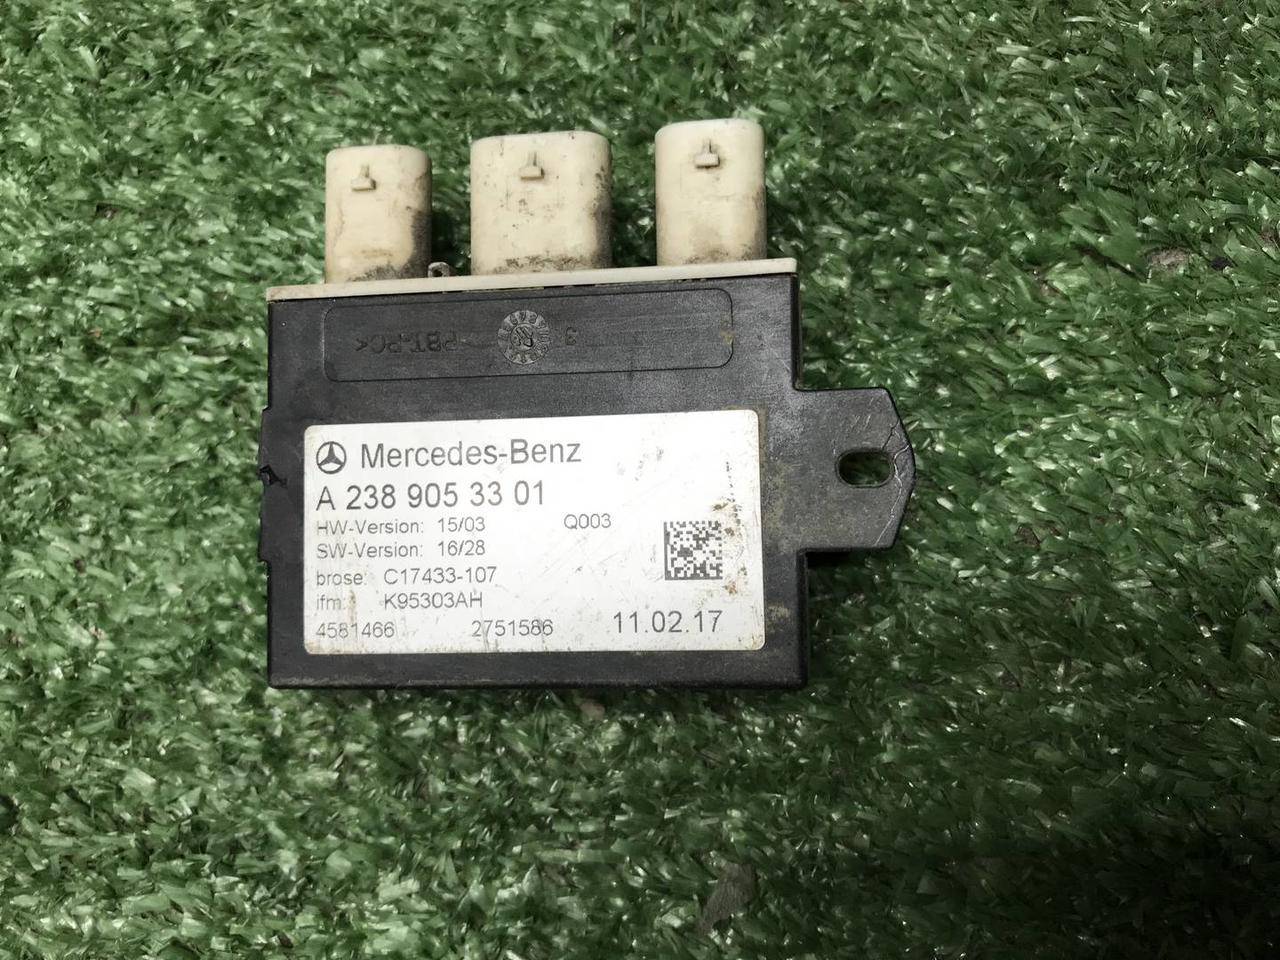 >PBT-PC<
Mercedes-Benz
A 238 905 33 01
HW-Version: 15/03 Q003
SW-Version: 16/28
brose: C17433-107
ifm: K95303AH
4581466 2751586 11.02.17